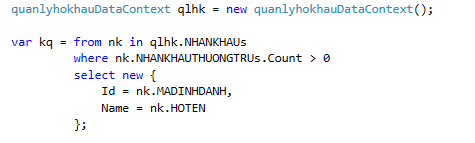 quanlyhokhauDataContext qlhk = new quanlyhokhauDataContext();
var kq = from nk in qlhk.NHANKHAUs
where nk.NHANKHAUTHUONGTRUs.Count > 0
select new {
Id = nk.MADINHDANH,
Name = nk.HOTEN
};